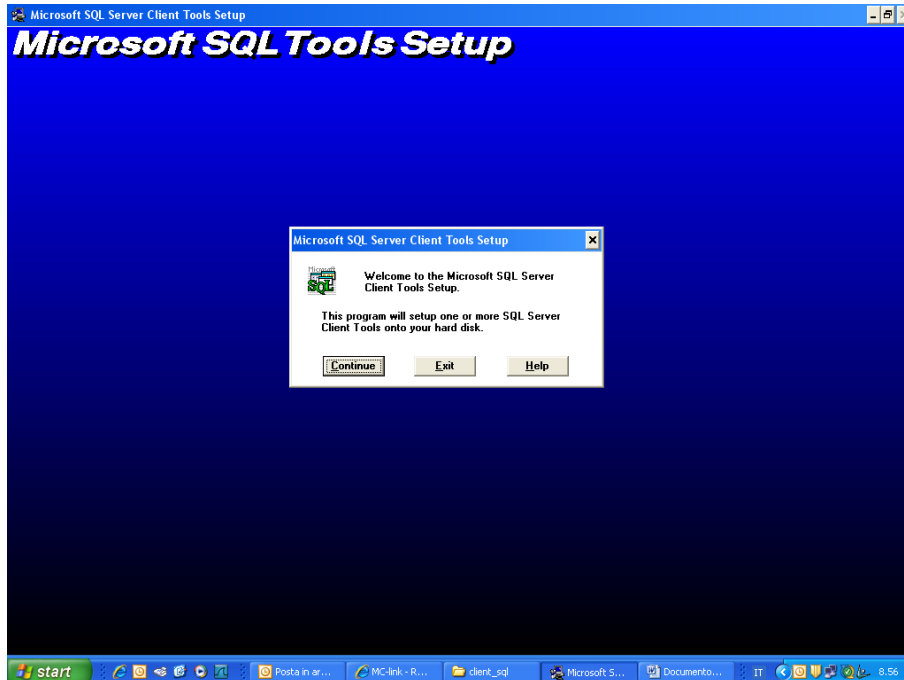 Microsoft SQL Server Client Tools Setup
Microsoft SQL Tools Setup
Microsoft SQL Server Client Tools Setup
Microsoft
SQL
Welcome to the Microsoft SQL Server
Client Tools Setup.
This program will setup one or more SQL Server
Client Tools onto your hard disk.
Continue Exit Help
start Posta in ar... MC-link - R... client_sql Microsoft S... Documento... IT 8.56